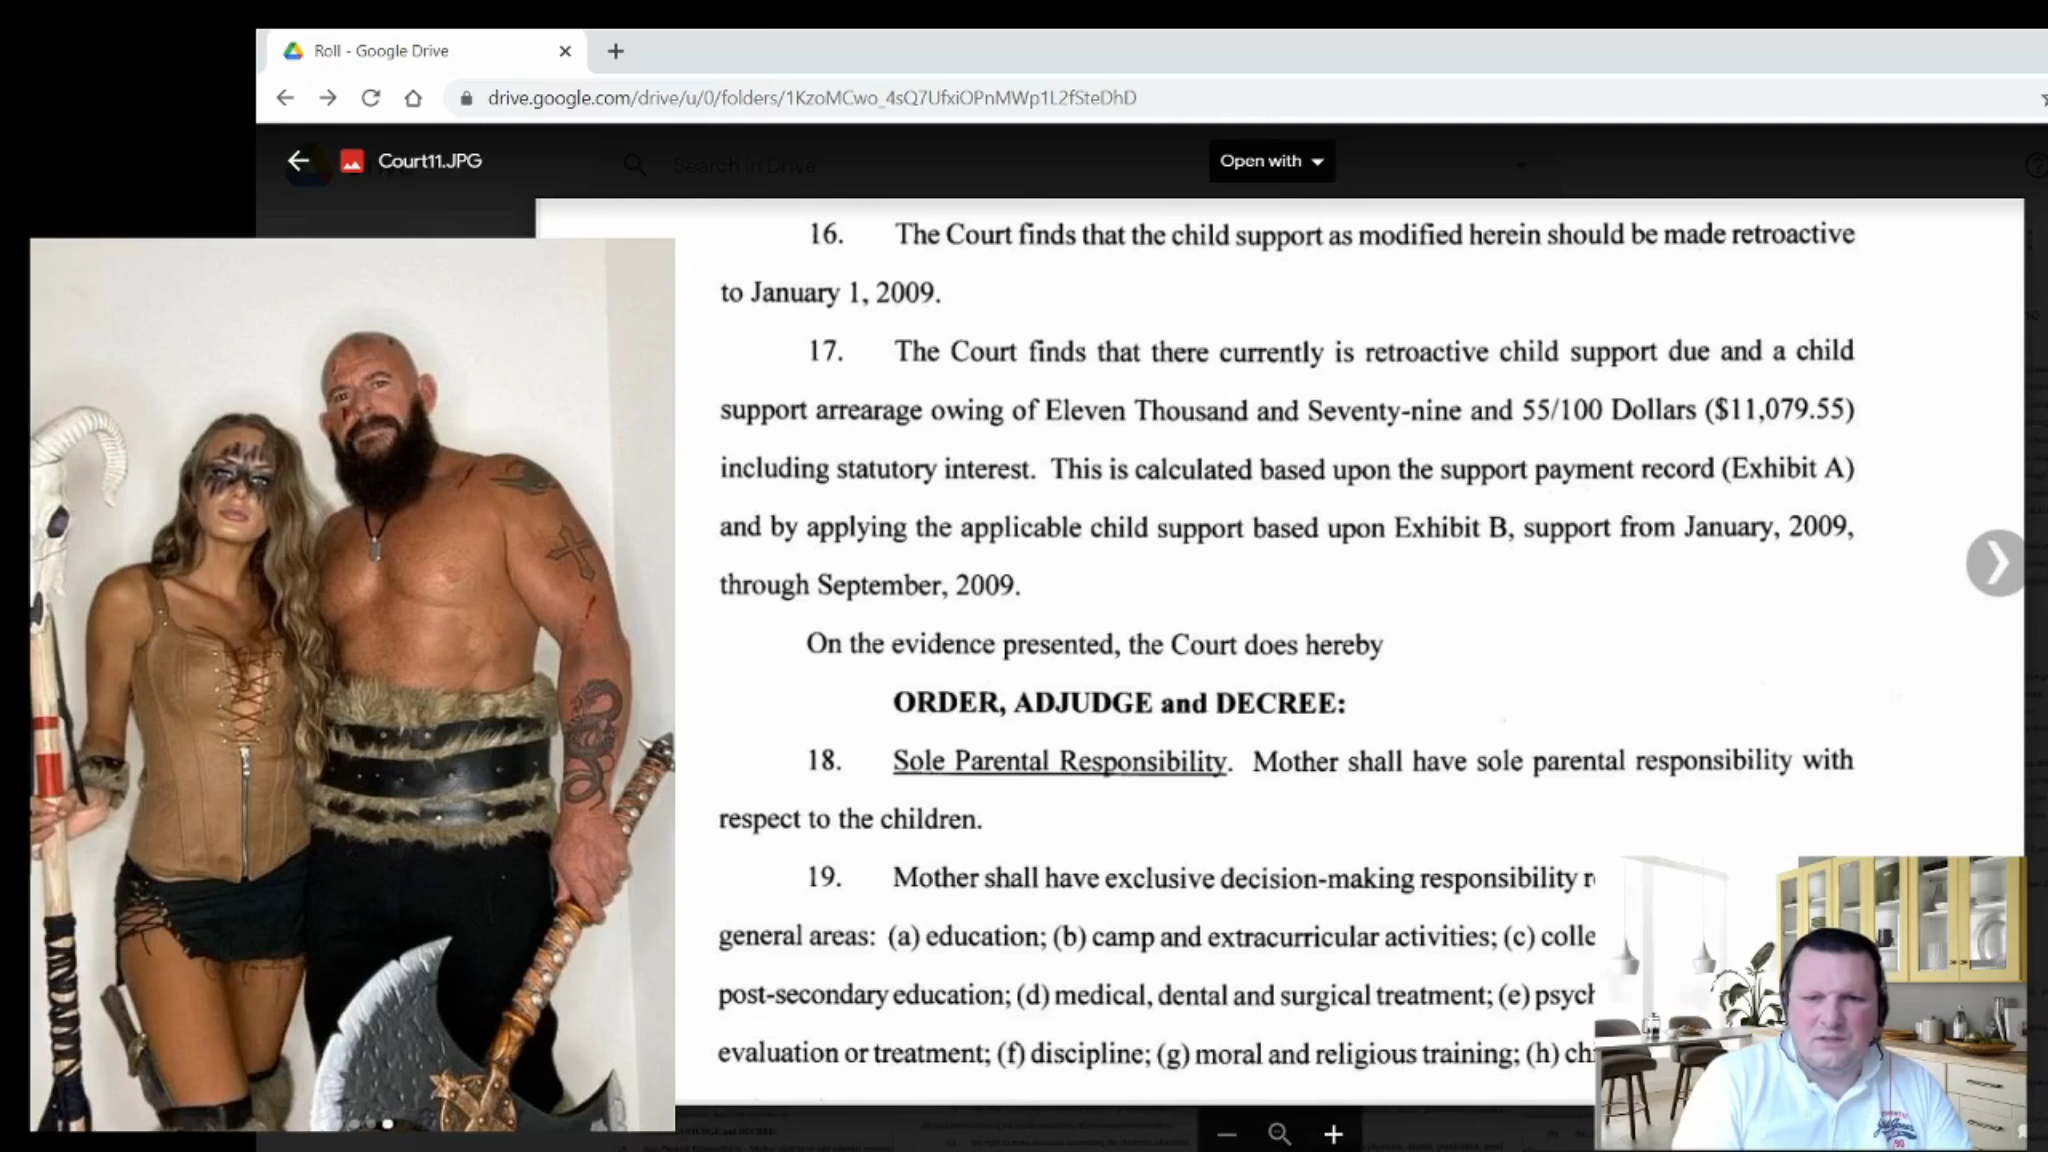 Roll - Google Drive
drive.google.com/drive/u/0/folders/1KzoMCwo_4sQ7UfxiOPnMWp1L2fSteDhD
Court11.JPG
Search in Drive
Open with
16. The Court finds that the child support as modified herein should be made retroactive
to January 1, 2009.
17. The Court finds that there currently is retroactive child support due and a child
support arrearage owing of Eleven Thousand and Seventy-nine and 55/100 Dollars ($11,079.55)
including statutory interest. This is calculated based upon the support payment record (Exhibit A)
and by applying the applicable child support based upon Exhibit B, support from January, 2009,
through September, 2009.
On the evidence presented, the Court does hereby
ORDER, ADJUDGE and DECREE:
18. Sole Parental Responsibility. Mother shall have sole parental responsibility with
respect to the children.
19. Mother shall have exclusive decision-making responsibility r
general areas: (a) education; (b) camp and extracurricular activities; (c) colle
post-secondary education; (d) medical, dental and surgical treatment; (e) psych
evaluation or treatment; (f) discipline; (g) moral and religious training; (h) ch